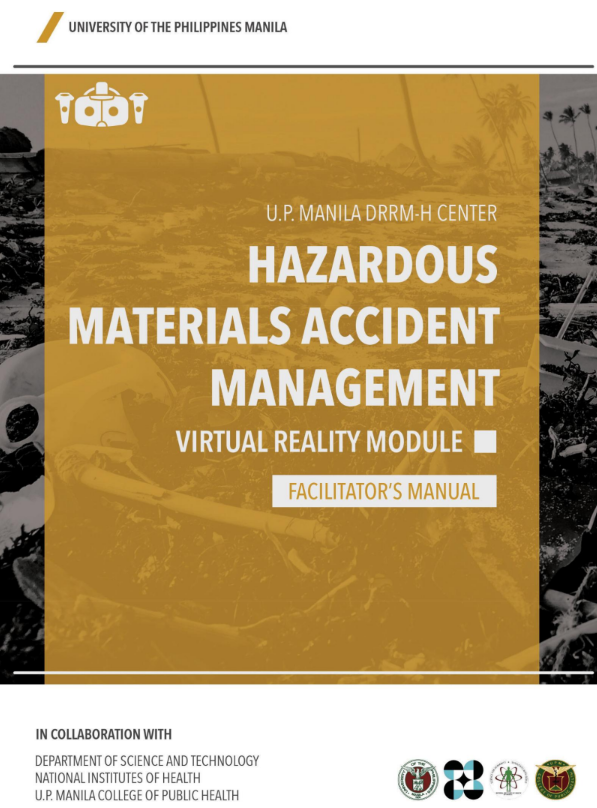 UNIVERSITY OF THE PHILIPPINES MANILA
U.P. MANILA DRRM-H CENTER
HAZARDOUS
MATERIALS ACCIDENT
MANAGEMENT
VIRTUAL REALITY MODULE
FACILITATOR'S MANUAL
IN COLLABORATION WITH
DEPARTMENT OF SCIENCE AND TECHNOLOGY
NATIONAL INSTITUTES OF HEALTH
U.P. MANILA COLLEGE OF PUBLIC HEALTH